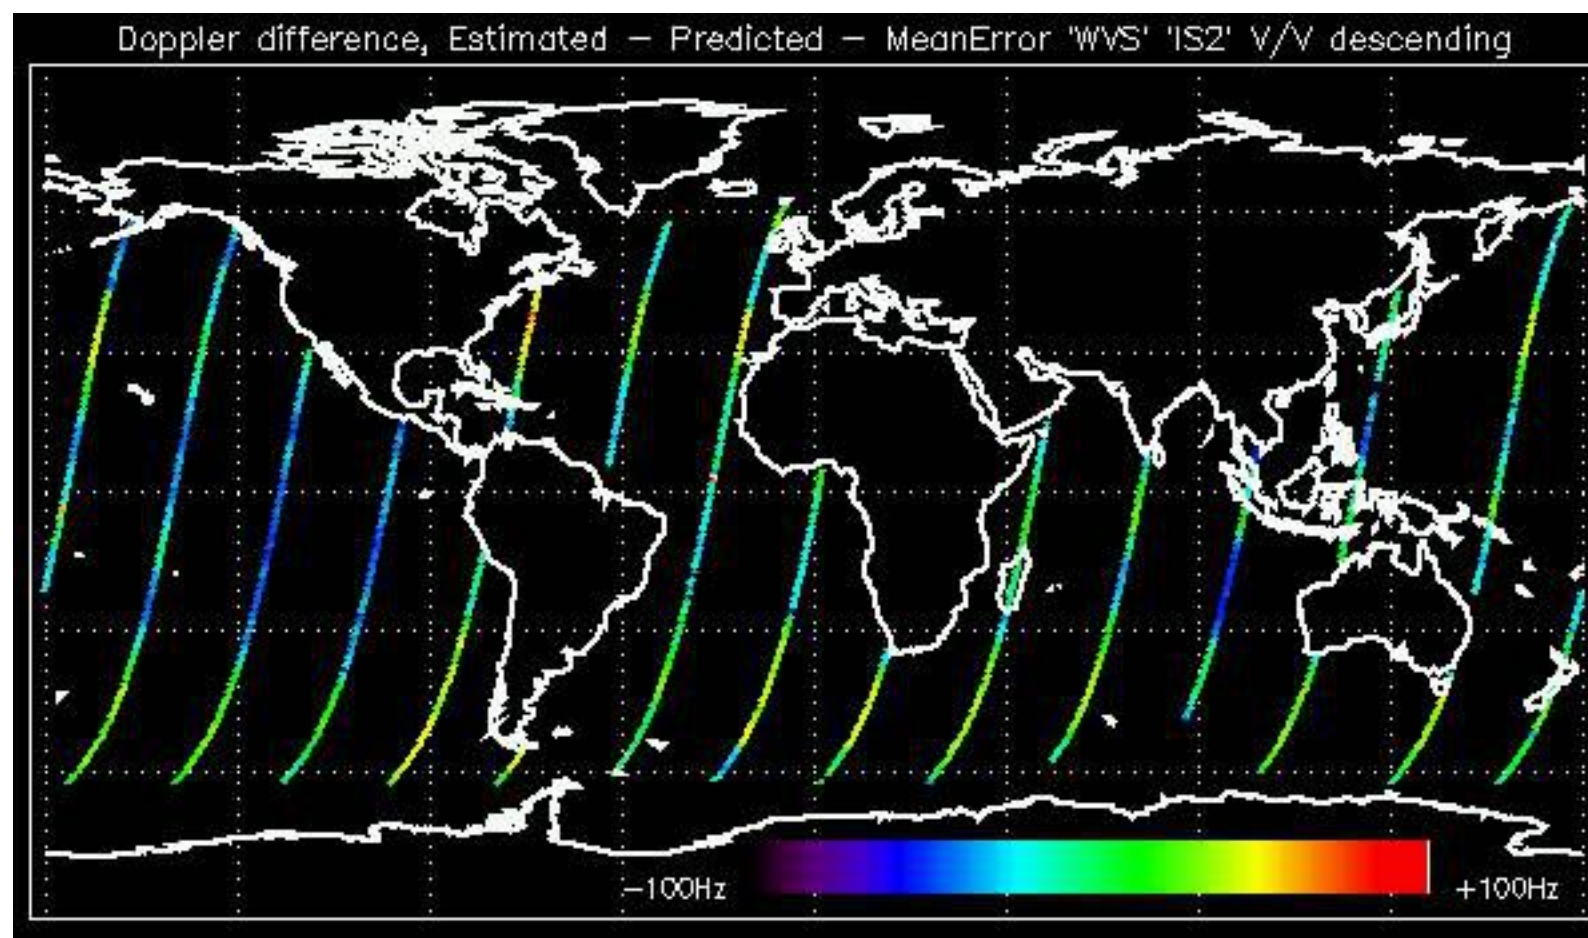 Doppler difference, Estimated – Predicted – MeanError 'WVS' 'IS2' V/V descending
−100Hz +100Hz